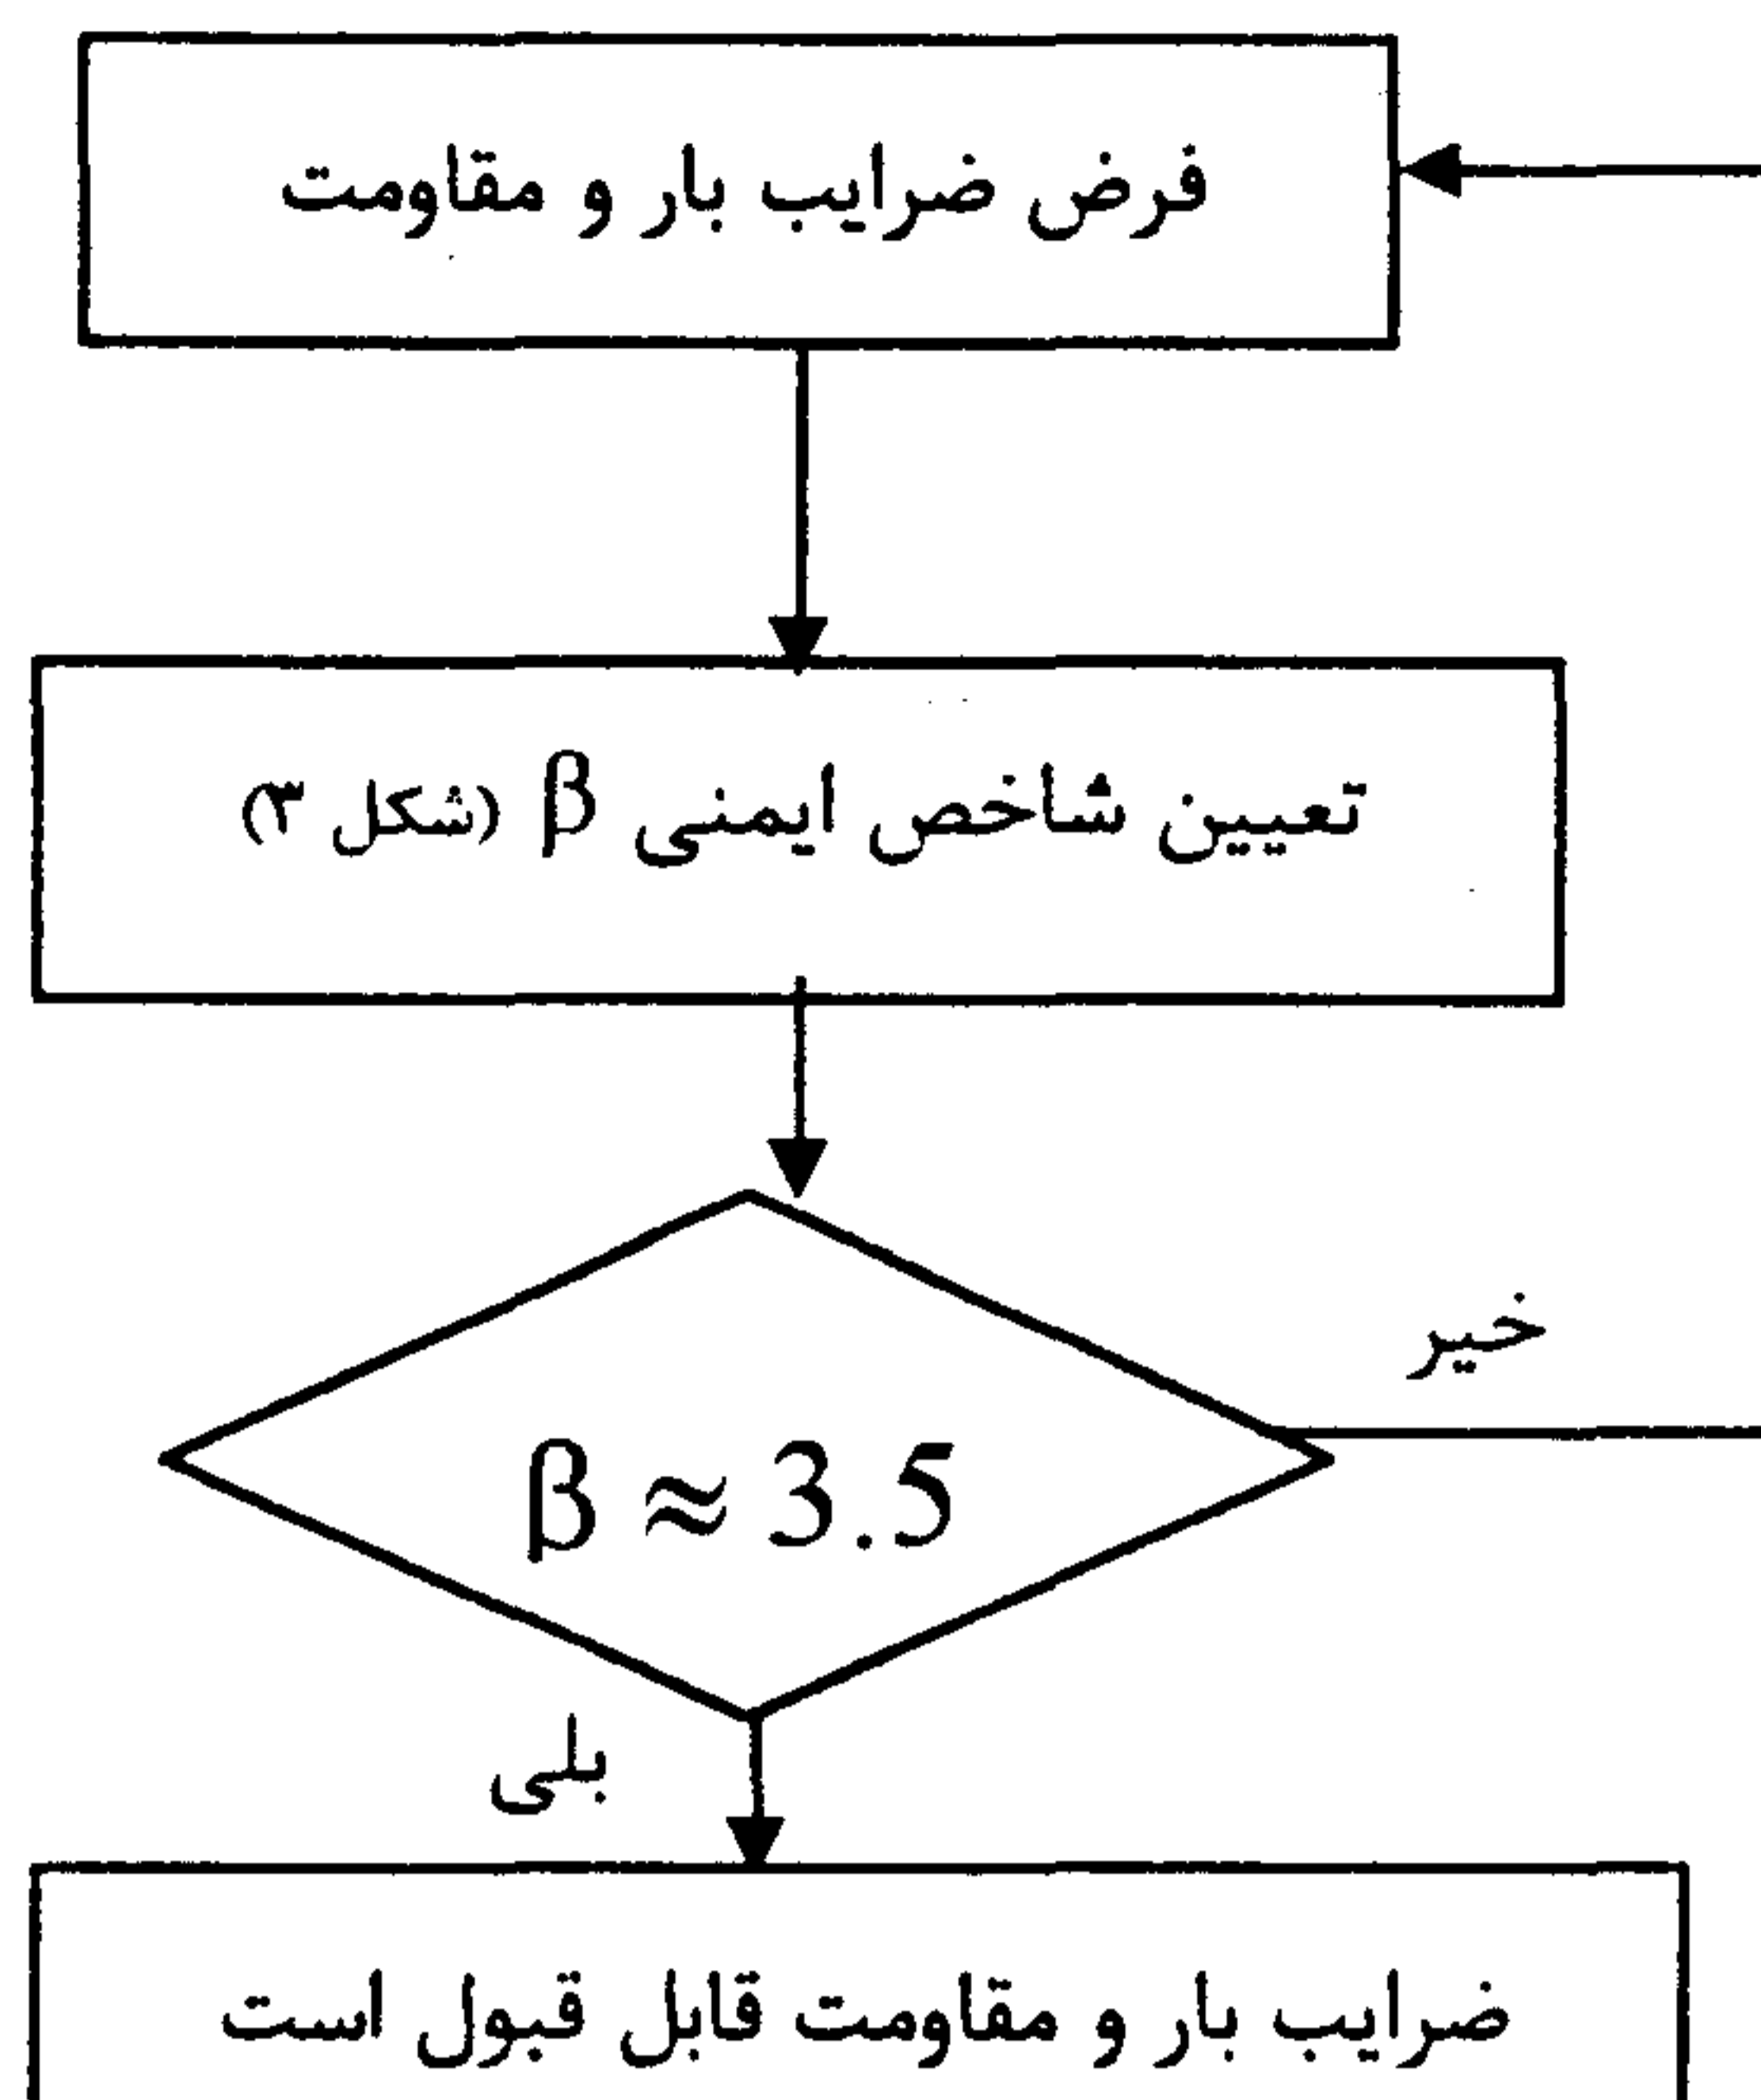 فرض ضرایب بار و مقاومت
تعیین شاخص ایمنی β (شکل ۳)
خیر
β ≈ 3.5
بلی
ضرایب بار و مقاومت قابل قبول است